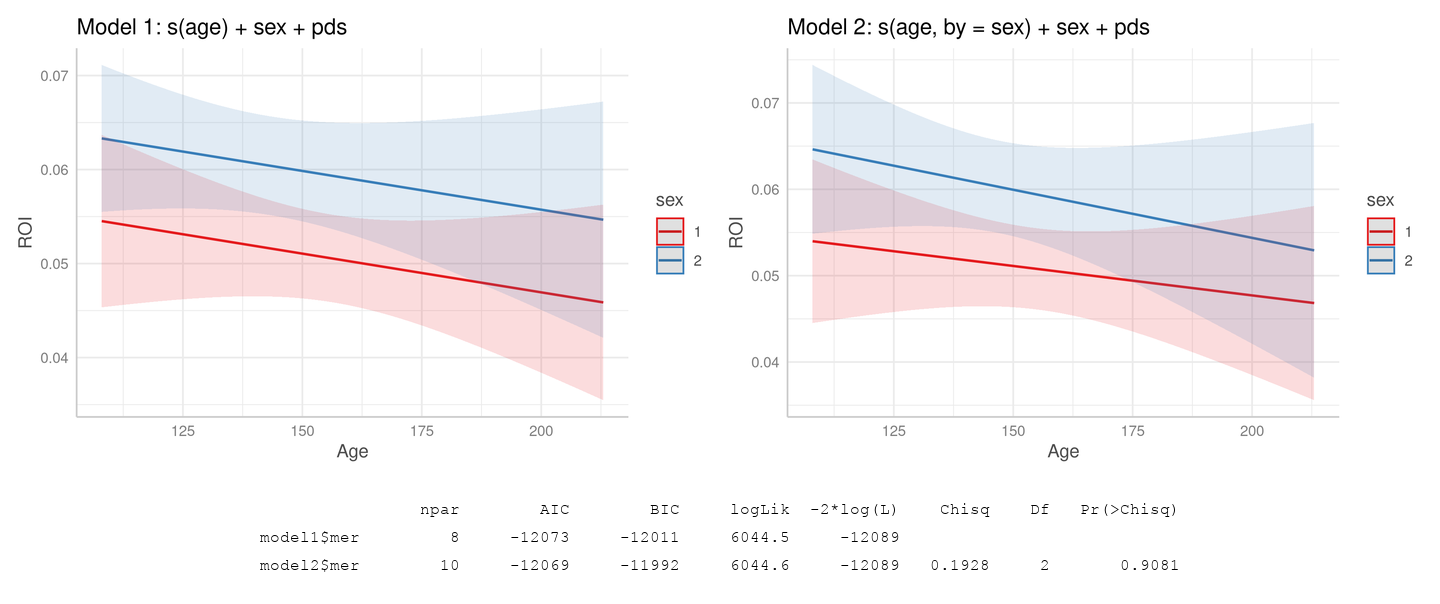 Model 1: s(age) + sex + pds
0.07
0.06
0.05
0.04
ROI
125 150 175 200
Age
sex
1
2
Model 2: s(age, by = sex) + sex + pds
0.07
0.06
0.05
0.04
ROI
125 150 175 200
Age
sex
1
2
npar AIC BIC logLik -2*log(L) Chisq Df Pr(>Chisq)
model1$mer 8 -12073 -12011 6044.5 -12089
model2$mer 10 -12069 -11992 6044.6 -12089 0.1928 2 0.9081